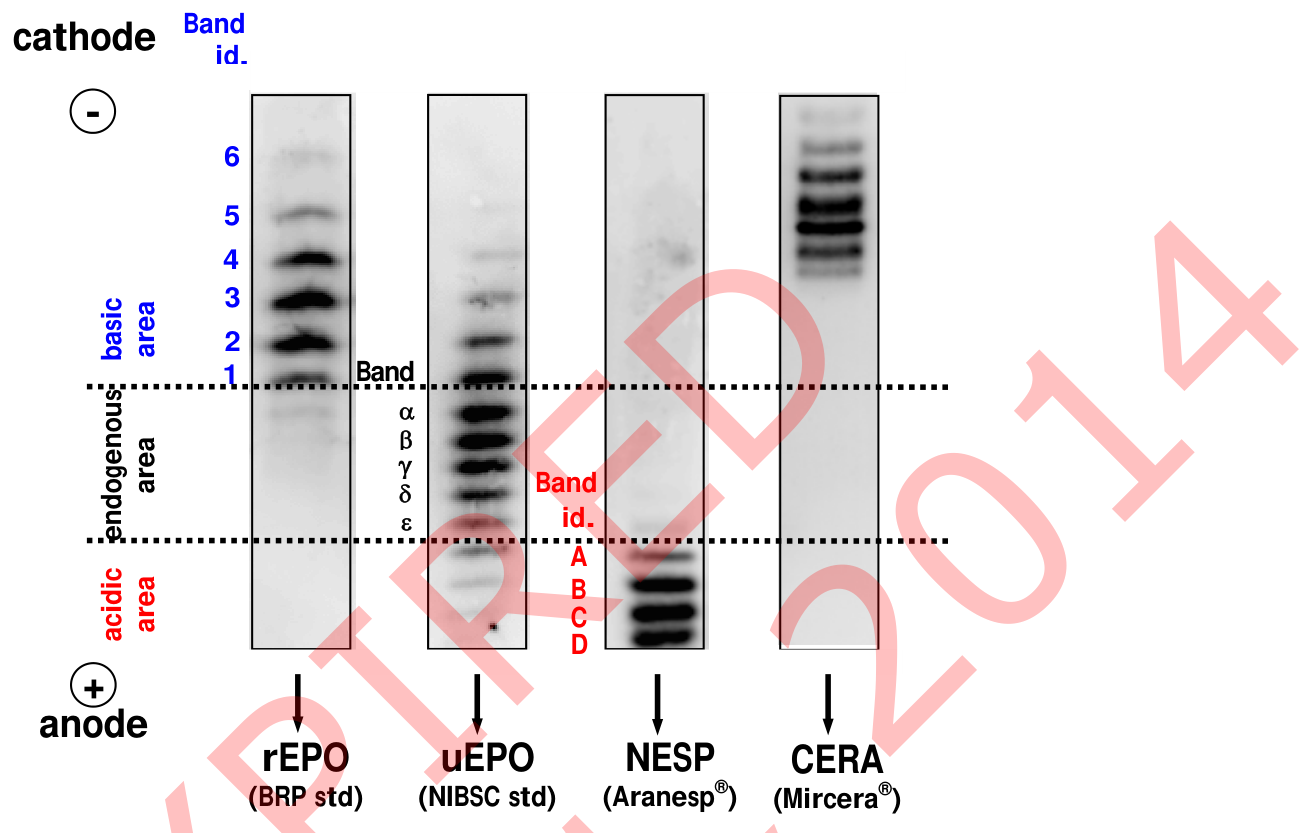 cathode
Band
id.
-
6
5
4
3
2
1
basic
area
Band
α
β
γ
δ
ε
endogenous
area
Band
id.
A
B
C
D
acidic
area
+
anode
rEPO
(BRP std)
uEPO
(NIBSC std)
NESP
(Aranesp®)
CERA
(Mircera®)
XPIRED
2014